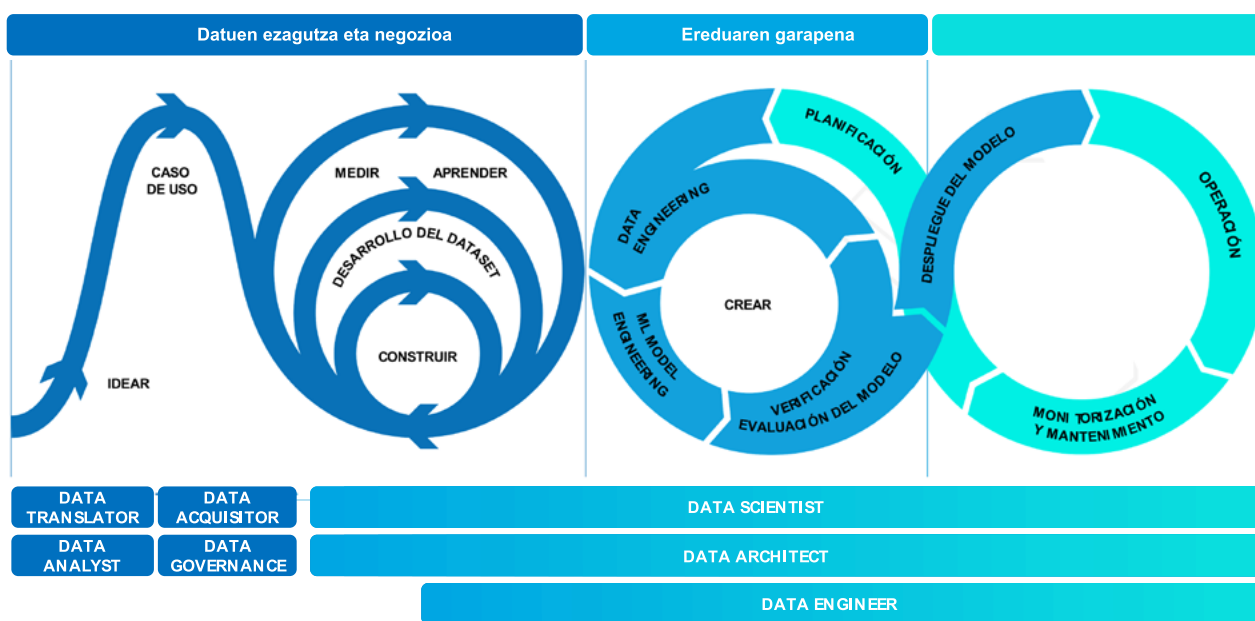 Datuen ezagutza eta negozioa
Ereduaren garapena
CASO
DE USO
IDEAR
MEDIR
APRENDER
DESARROLLO DEL DATASET
CONSTRUIR
DATA
ENGINEERING
PLANIFICACIÓN
CREAR
ML MODEL
ENGINEERING
VERIFICACIÓN
EVALUACIÓN DEL MODELO
DESPLIEGUE DEL MODELO
OPERACIÓN
MONITORIZACIÓN
Y MANTENIMIENTO
DATA
TRANSLATOR
DATA
ACQUISITOR
DATA SCIENTIST
DATA
ANALYST
DATA
GOVERNANCE
DATA ARCHITECT
DATA ENGINEER